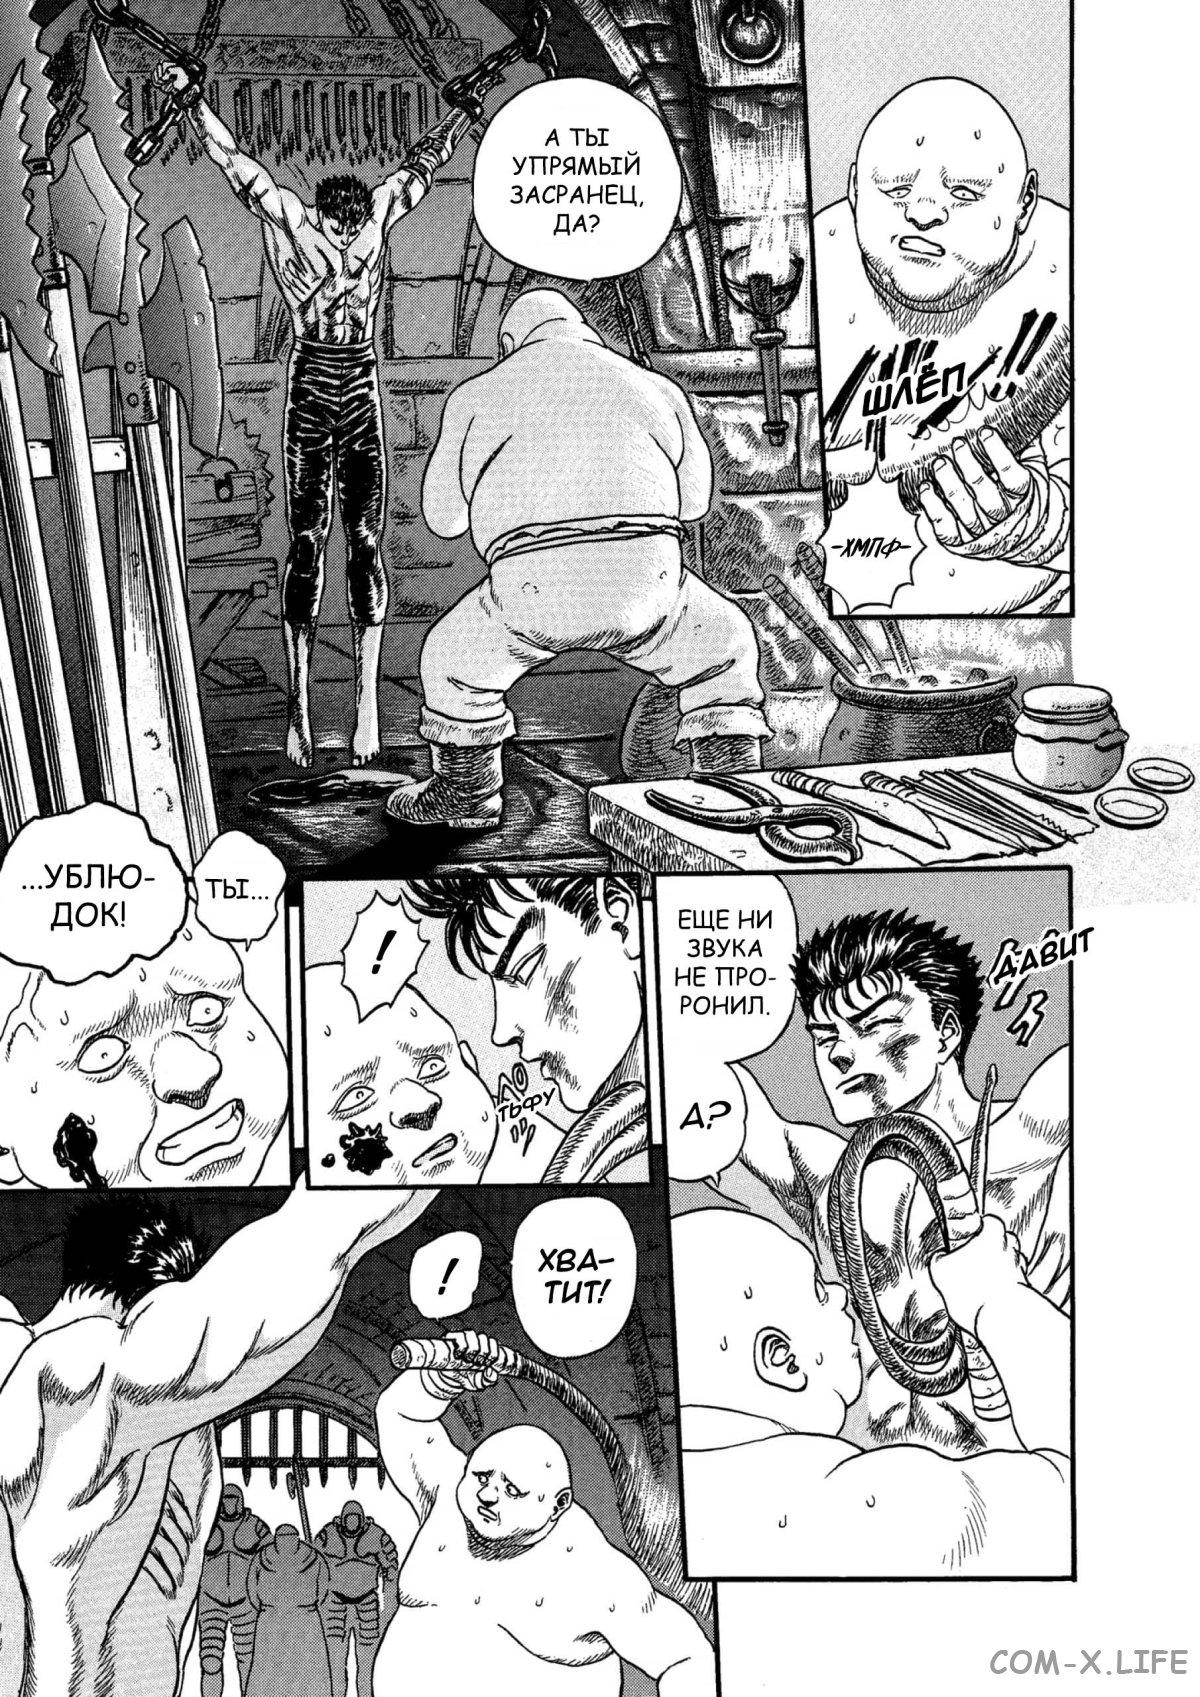 ШЛЁП
-ХМПФ-
А ТЫ
УПРЯМЫЙ
ЗАСРАНЕЦ,
ДА?
ЕЩЕ НИ
ЗВУКА
НЕ ПРО-
РОНИЛ.
ДАВИТ
А?
!
ТЬФУ
ТЫ...
...УБЛЮ-
ДОК!
ХВА-
ТИТ!
!
COM-X.LIFE